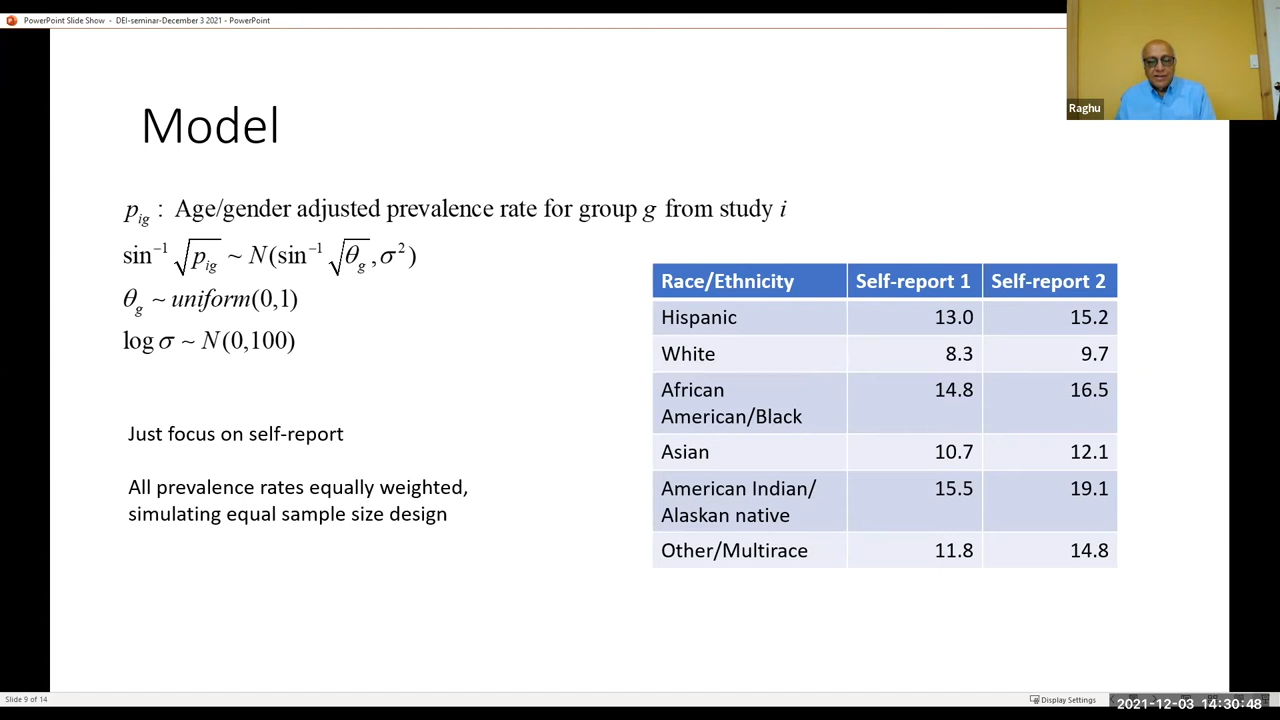 PowerPoint Slide Show - DEI-seminar-December 3 2021 - PowerPoint
Raghu
Model
p_ig : Age/gender adjusted prevalence rate for group g from study i
sin⁻¹ √p_ig ~ N(sin⁻¹ √θ_g, σ²)
θ_g ~ uniform(0,1)
log σ ~ N(0,100)
Just focus on self-report
All prevalence rates equally weighted,
simulating equal sample size design
Race/Ethnicity Self-report 1 Self-report 2
Hispanic 13.0 15.2
White 8.3 9.7
African 14.8 16.5
American/Black
Asian 10.7 12.1
American Indian/ 15.5 19.1
Alaskan native
Other/Multirace 11.8 14.8
Slide 9 of 14
Display Settings
2021-12-03 14:30:48